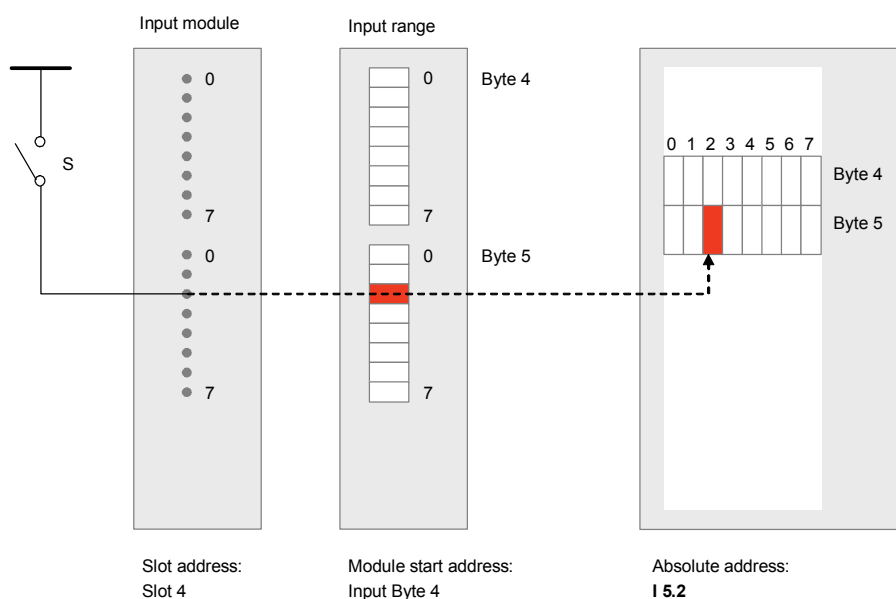 Input module
Input range
0
0
Byte 4
0 1 2 3 4 5 6 7
S
Byte 4
7
7
Byte 5
0
0
Byte 5
7
7
Slot address:
Slot 4
Module start address:
Input Byte 4
Absolute address:
I 5.2